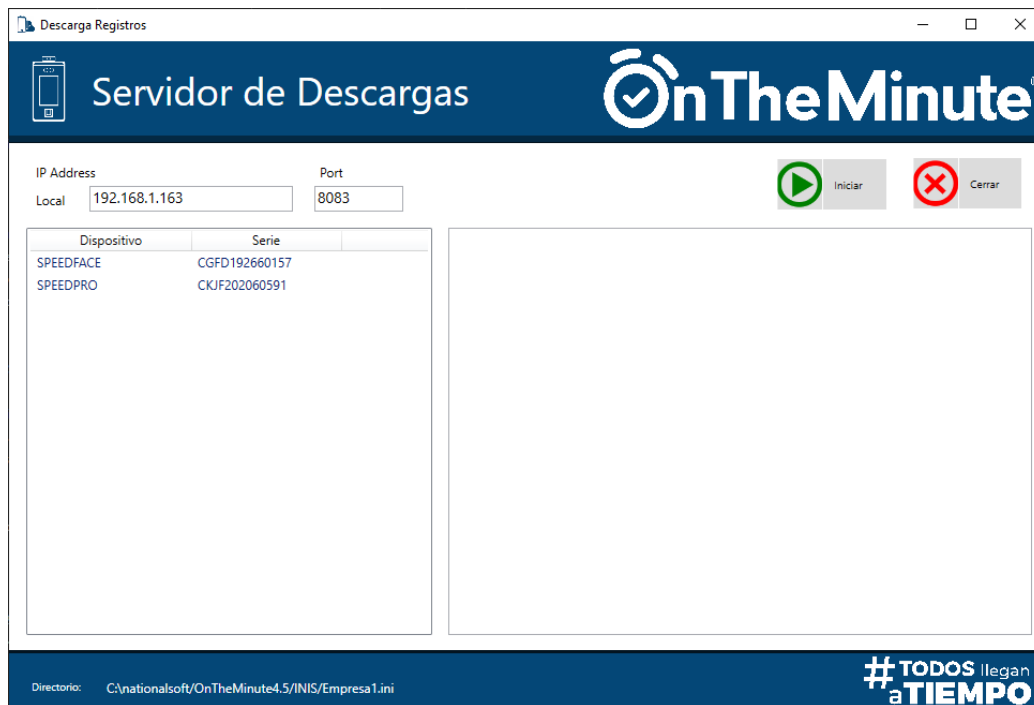 Descarga Registros
Servidor de Descargas
OnTheMinute
IP Address
Port
Local
192.168.1.163
8083
Iniciar
Cerrar
Dispositivo Serie
SPEEDFACE CGFD192660157
SPEEDPRO CKJF202060591
Directorio: C:\nationalsoft/OnTheMinute4.5/INIS/Empresa1.ini
#TODOS llegan
aTIEMPO